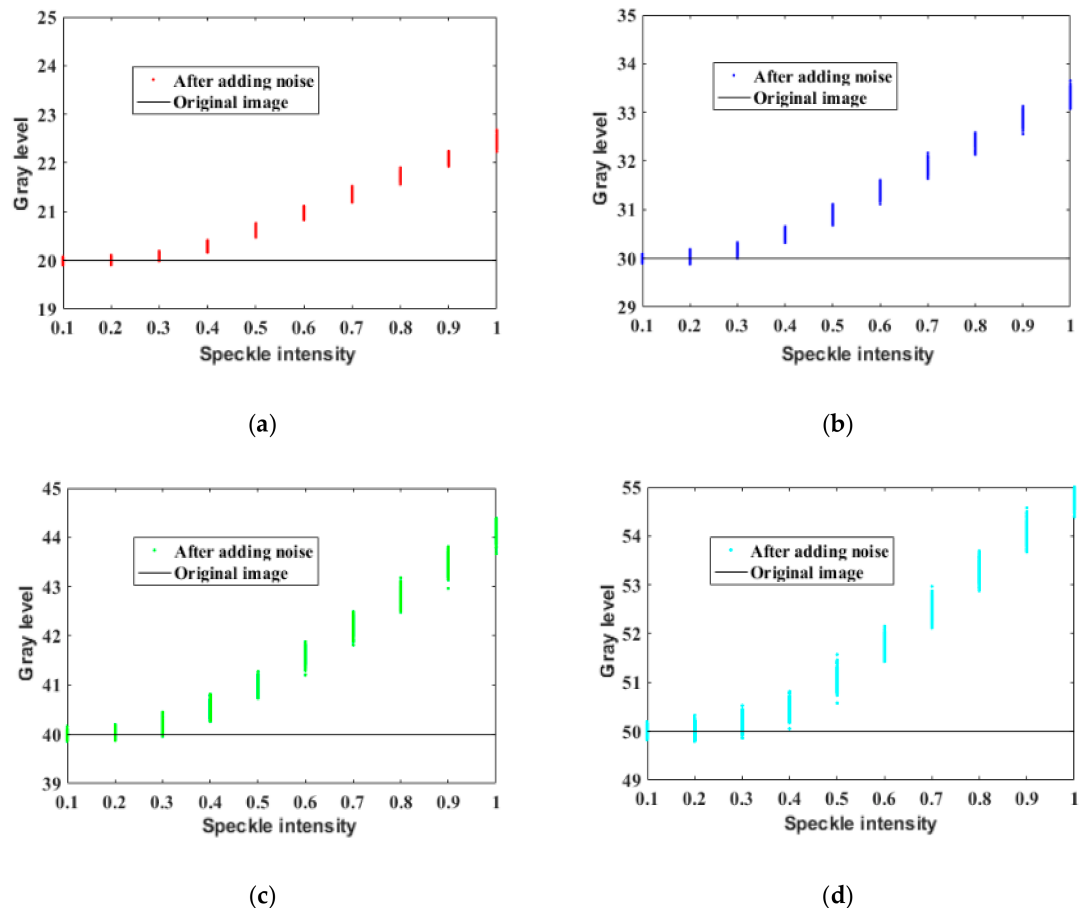 25
24
23
22
21
20
19
Gray level
After adding noise
Original image
0.1 0.2 0.3 0.4 0.5 0.6 0.7 0.8 0.9 1
Speckle intensity
(a)
35
34
33
32
31
30
29
Gray level
After adding noise
Original image
0.1 0.2 0.3 0.4 0.5 0.6 0.7 0.8 0.9 1
Speckle intensity
(b)
45
44
43
42
41
40
39
Gray level
After adding noise
Original image
0.1 0.2 0.3 0.4 0.5 0.6 0.7 0.8 0.9 1
Speckle intensity
(c)
55
54
53
52
51
50
49
Gray level
After adding noise
Original image
0.1 0.2 0.3 0.4 0.5 0.6 0.7 0.8 0.9 1
Speckle intensity
(d)